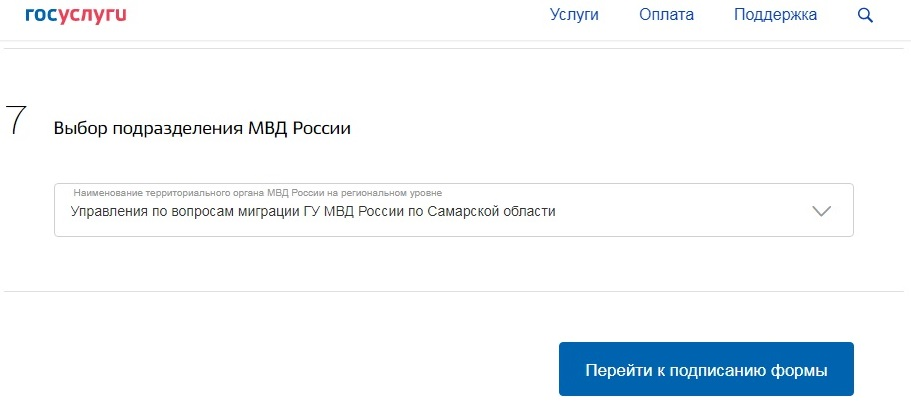 госуслуги Услуги Оплата Поддержка
7 Выбор подразделения МВД России
Наименование территориального органа МВД России на региональном уровне
Управления по вопросам миграции ГУ МВД России по Самарской области
Перейти к подписанию формы